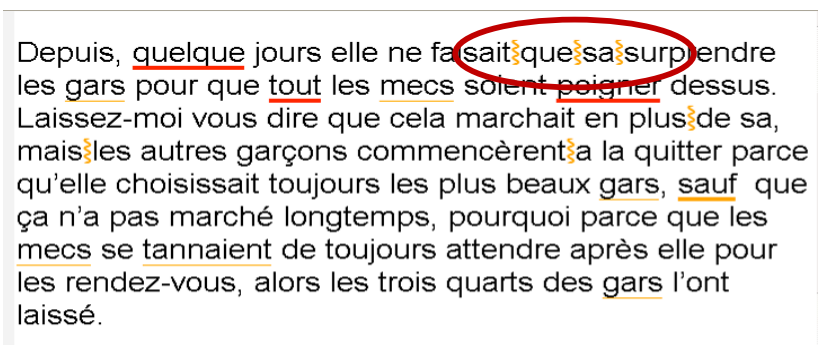 Depuis, quelque jours elle ne faisait que sa surprendre
les gars pour que tout les mecs soient peigner dessus.
Laissez-moi vous dire que cela marchait en plus de sa,
mais les autres garçons commencèrent a la quitter parce
qu'elle choisissait toujours les plus beaux gars, sauf que
ça n'a pas marché longtemps, pourquoi parce que les
mecs se tannaient de toujours attendre après elle pour
les rendez-vous, alors les trois quarts des gars l'ont
laissé.